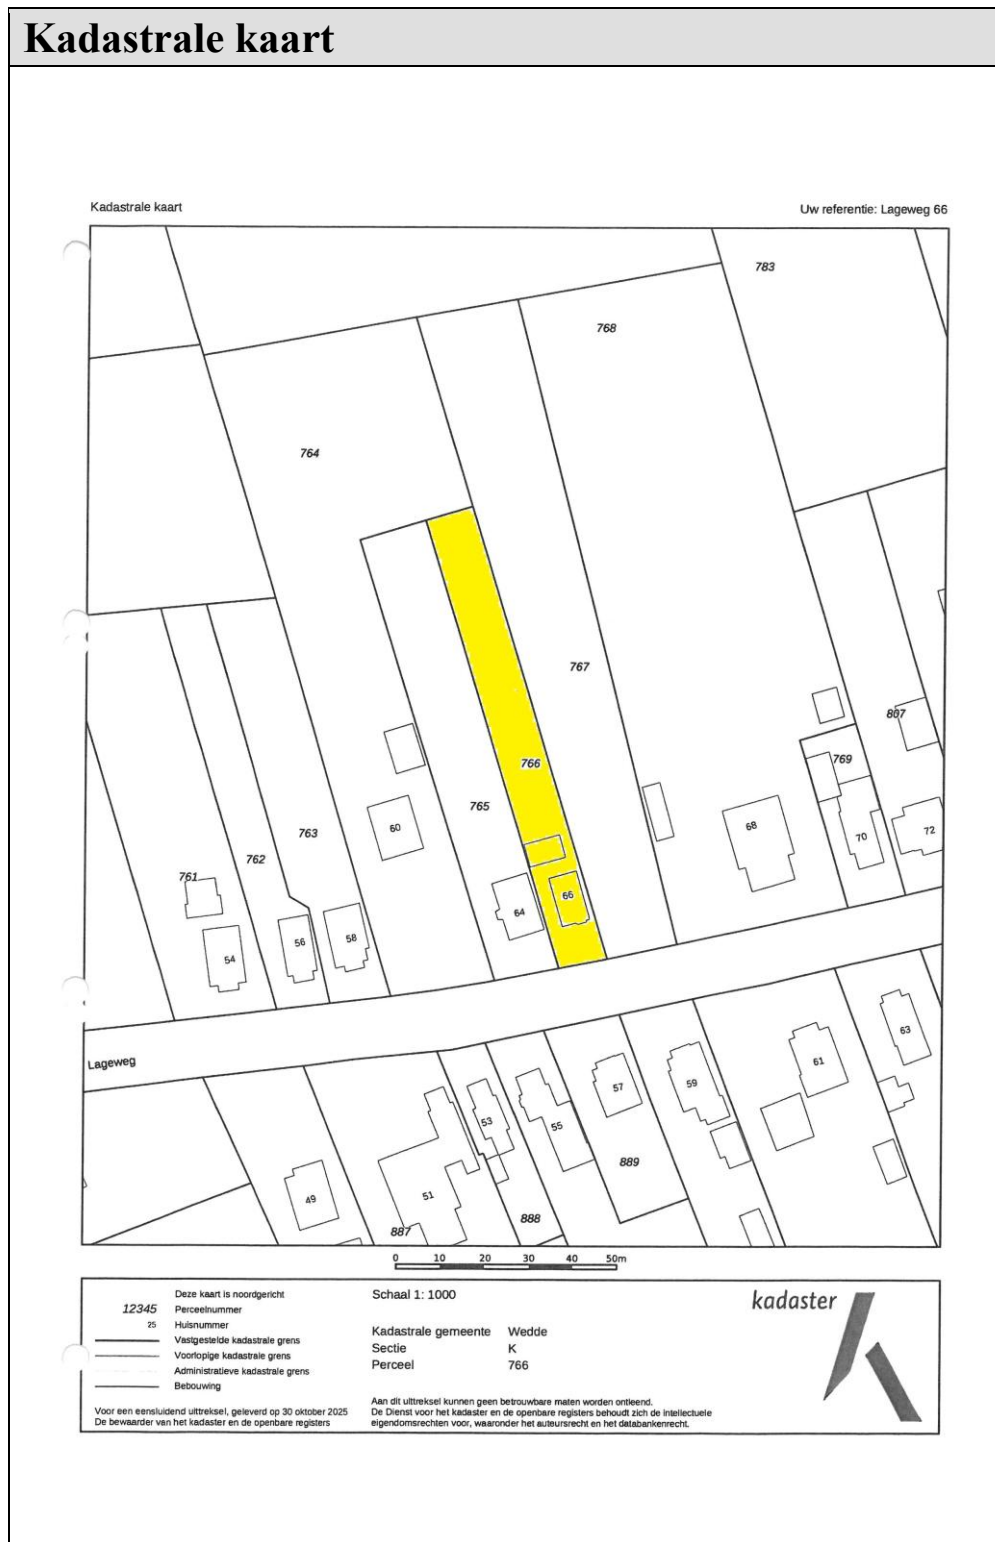 Kadastrale kaart
Kadastrale kaart
Uw referentie: Lageweg 66
783
768
764
767
766
807
769
765
68
70
72
60
763
762
761
66
64
58
56
54
Lageweg
63
61
59
57
53
55
889
49
51
888
887
0 10 20 30 40 50m
Deze kaart is noordgericht
12345 Perceelnummer
25 Huisnummer
Vastgestelde kadastrale grens
Voorlopige kadastrale grens
Administratieve kadastrale grens
Bebouwing
Voor een eensluidend uittreksel, geleverd op 30 oktober 2025
De bewaarder van het kadaster en de openbare registers
Schaal 1: 1000
Kadastrale gemeente Wedde
Sectie K
Perceel 766
Aan dit uittreksel kunnen geen betrouwbare maten worden ontleend.
De Dienst voor het kadaster en de openbare registers behoudt zich de intellectuele
eigendomsrechten voor, waaronder het auteursrecht en het databankenrecht.
kadaster